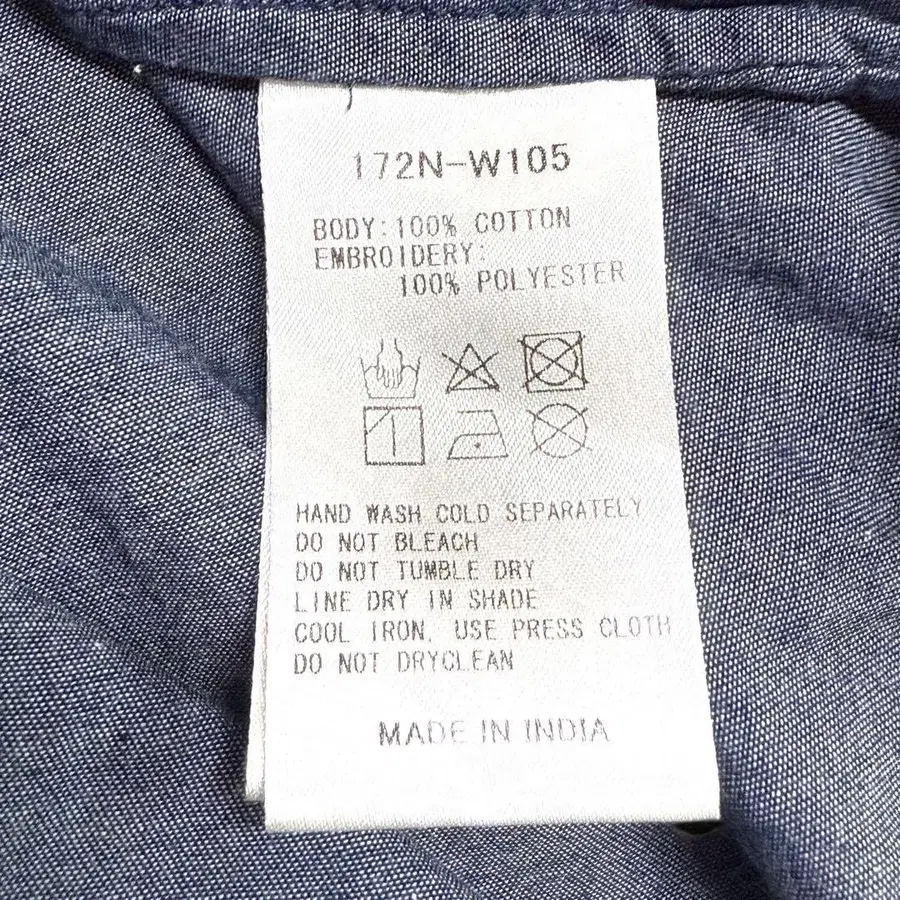 172N-W105
BODY:100% COTTON
EMBROIDERY:
100% POLYESTER
HAND WASH COLD SEPARATELY
DO NOT BLEACH
DO NOT TUMBLE DRY
LINE DRY IN SHADE
COOL IRON, USE PRESS CLOTH
DO NOT DRYCLEAN
MADE IN INDIA